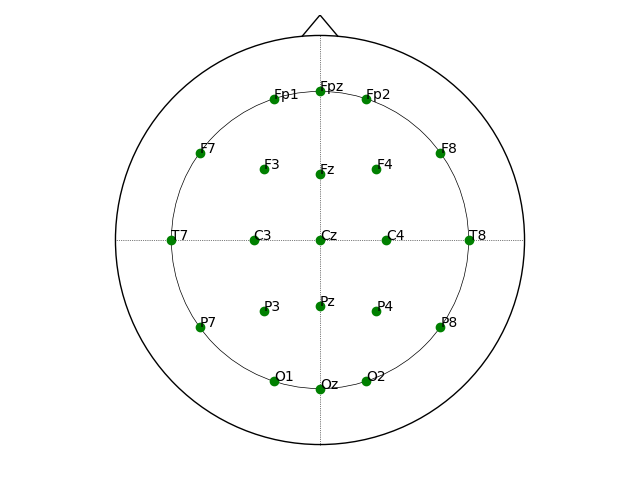 Fpz
Fp1 Fp2
F7 F8
F3 Fz F4
T7 C3 Cz C4 T8
P3 Pz P4
P7 P8
O1 O2
Oz